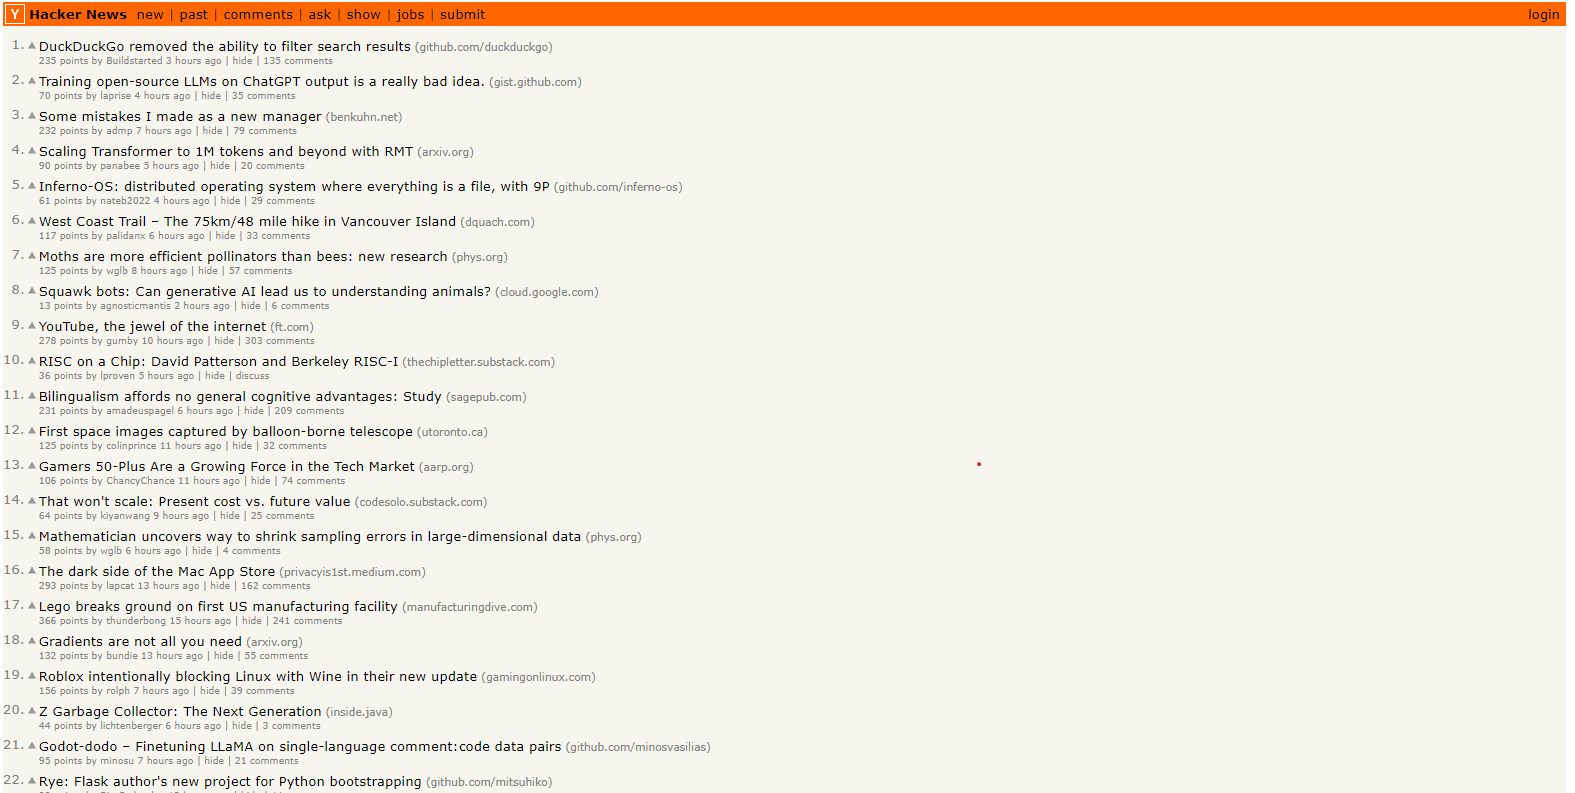 Y Hacker News new | past | comments | ask | show | jobs | submit login
1. DuckDuckGo removed the ability to filter search results (github.com/duckduckgo)
235 points by Buildstarted 3 hours ago | hide | 135 comments
2. Training open-source LLMs on ChatGPT output is a really bad idea. (gist.github.com)
70 points by laprise 4 hours ago | hide | 35 comments
3. Some mistakes I made as a new manager (benkuhn.net)
232 points by admp 7 hours ago | hide | 79 comments
4. Scaling Transformer to 1M tokens and beyond with RMT (arxiv.org)
90 points by panabee 5 hours ago | hide | 20 comments
5. Inferno-OS: distributed operating system where everything is a file, with 9P (github.com/inferno-os)
61 points by nateb2022 4 hours ago | hide | 29 comments
6. West Coast Trail – The 75km/48 mile hike in Vancouver Island (dquach.com)
117 points by palidanx 6 hours ago | hide | 33 comments
7. Moths are more efficient pollinators than bees: new research (phys.org)
125 points by wglb 8 hours ago | hide | 57 comments
8. Squawk bots: Can generative AI lead us to understanding animals? (cloud.google.com)
13 points by agnosticmantis 2 hours ago | hide | 6 comments
9. YouTube, the jewel of the internet (ft.com)
278 points by gumby 10 hours ago | hide | 303 comments
10. RISC on a Chip: David Patterson and Berkeley RISC-I (thechipletter.substack.com)
36 points by lproven 5 hours ago | hide | discuss
11. Bilingualism affords no general cognitive advantages: Study (sagepub.com)
231 points by amadeuspagel 6 hours ago | hide | 209 comments
12. First space images captured by balloon-borne telescope (utoronto.ca)
125 points by colinprince 11 hours ago | hide | 32 comments
13. Gamers 50-Plus Are a Growing Force in the Tech Market (aarp.org)
106 points by ChancyChance 11 hours ago | hide | 74 comments
14. That won't scale: Present cost vs. future value (codesolo.substack.com)
64 points by kiyanwang 9 hours ago | hide | 25 comments
15. Mathematician uncovers way to shrink sampling errors in large-dimensional data (phys.org)
58 points by wglb 6 hours ago | hide | 4 comments
16. The dark side of the Mac App Store (privacyis1st.medium.com)
293 points by lapcat 13 hours ago | hide | 162 comments
17. Lego breaks ground on first US manufacturing facility (manufacturingdive.com)
366 points by thunderbong 15 hours ago | hide | 241 comments
18. Gradients are not all you need (arxiv.org)
132 points by bundie 13 hours ago | hide | 55 comments
19. Roblox intentionally blocking Linux with Wine in their new update (gamingonlinux.com)
156 points by rolph 7 hours ago | hide | 39 comments
20. Z Garbage Collector: The Next Generation (inside.java)
44 points by lichtenberger 6 hours ago | hide | 3 comments
21. Godot-dodo – Finetuning LLaMA on single-language comment:code data pairs (github.com/minosvasilias)
95 points by minosu 7 hours ago | hide | 21 comments
22. Rye: Flask author's new project for Python bootstrapping (github.com/mitsuhiko)